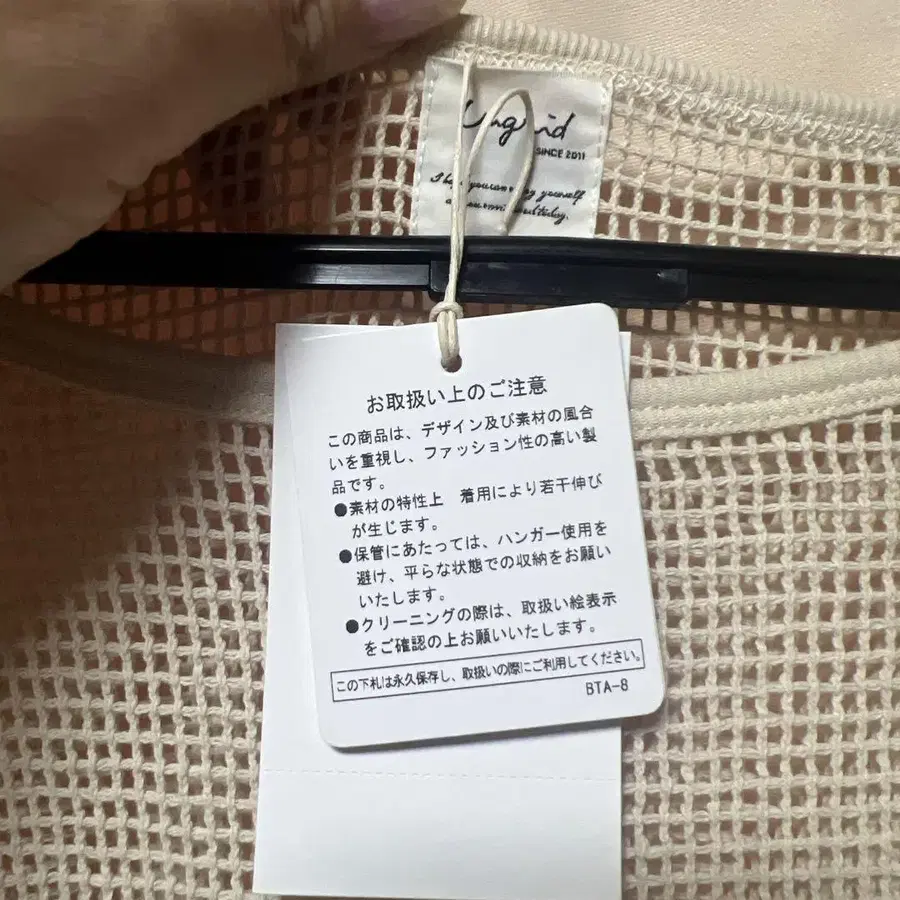 Ungrid
SINCE 2011
yourself
today.
お取扱い上のご注意
この商品は、デザイン及び素材の風合
いを重視し、ファッション性の高い製
品です。
●素材の特性上　着用により若干伸び
が生じます。
●保管にあたっては、ハンガー使用を
避け、平らな状態での収納をお願い
いたします。
●クリーニングの際は、取扱い絵表示
をご確認の上お願いいたします。
この下札は永久保存し、取扱いの際にご利用してください。
BTA-8